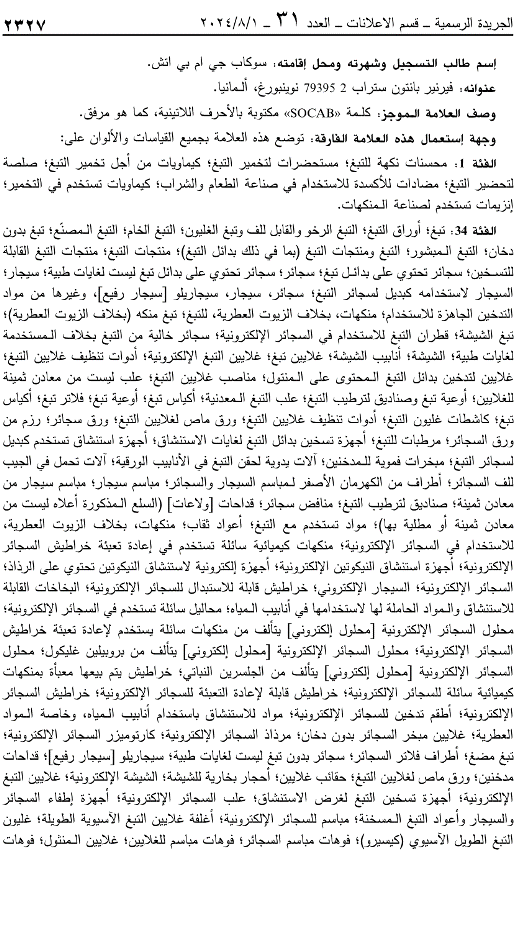 الجريدة الرسمية ــ قسم الاعلانات ــ العدد ٣١ ــ ٢٠٢٤/٨/١ ٢٣٢٧
إسم طالب التسجيل وشهرته ومحل إقامته: سوكاب جي ام بي اتش.
عنوانه: فيرنير بانتون ستراب 2 79395 نوينبورغ، ألمانيا.
وصف العلامة الموجز: كلمة «SOCAB» مكتوبة بالأحرف اللاتينية، كما هو مرفق.
وجهة إستعمال هذه العلامة الفارقة: توضع هذه العلامة بجميع القياسات والألوان على:
الفئة 1: محسنات نكهة للتبغ؛ مستحضرات لتخمير التبغ؛ كيماويات من أجل تخمير التبغ؛ صلصة
لتحضير التبغ؛ مضادات للأكسدة للاستخدام في صناعة الطعام والشراب؛ كيماويات تستخدم في التخمير؛
إنزيمات تستخدم لصناعة المنكهات.
الفئة 34: تبغ؛ أوراق التبغ؛ التبغ الرخو والقابل للف وتبغ الغليون؛ التبغ الخام؛ التبغ المصنّع؛ تبغ بدون
دخان؛ التبغ المبشور؛ التبغ ومنتجات التبغ (بما في ذلك بدائل التبغ)؛ منتجات التبغ؛ منتجات التبغ القابلة
للتسخين؛ سجائر تحتوي على بدائل تبغ؛ سجائر؛ سجائر تحتوي على بدائل تبغ ليست لغايات طبية؛ سيجار؛
السيجار لاستخدامه كبديل لسجائر التبغ؛ سجائر، سيجار، سيجاريلو [سيجار رفيع]، وغيرها من مواد
التدخين الجاهزة للاستخدام؛ منكهات، بخلاف الزيوت العطرية، للتبغ؛ تبغ منكه (بخلاف الزيوت العطرية)؛
تبغ الشيشة؛ قطران التبغ للاستخدام في السجائر الإلكترونية؛ سجائر خالية من التبغ بخلاف المستخدمة
لغايات طبية؛ الشيشة؛ أنابيب الشيشة؛ غلايين تبغ؛ غلايين التبغ الإلكترونية؛ أدوات تنظيف غلايين التبغ؛
غلايين لتدخين بدائل التبغ المحتوى على المنتول؛ مناصب غلايين التبغ؛ علب ليست من معادن ثمينة
للغلايين؛ أوعية تبغ وصناديق لترطيب التبغ؛ علب التبغ المعدنية؛ أكياس تبغ؛ أوعية تبغ؛ فلاتر تبغ؛ أكياس
تبغ؛ كاشطات غليون التبغ؛ أدوات تنظيف غلايين التبغ؛ ورق ماص لغلايين التبغ؛ ورق سجائر؛ رزم من
ورق السجائر؛ مرطبات للتبغ؛ أجهزة تسخين بدائل التبغ لغايات الاستنشاق؛ أجهزة استنشاق تستخدم كبديل
لسجائر التبغ؛ مبخرات فموية للمدخنين؛ آلات يدوية لحقن التبغ في الأنابيب الورقية؛ آلات تحمل في الجيب
للف السجائر؛ أطراف من الكهرمان الأصفر لمباسم السيجار والسجائر؛ مباسم سيجار؛ مباسم سيجار من
معادن ثمينة؛ صناديق لترطيب التبغ؛ منافض سجائر؛ قداحات [ولاعات] (السلع المذكورة أعلاه ليست من
معادن ثمينة أو مطلية بها)؛ مواد تستخدم مع التبغ؛ أعواد ثقاب؛ منكهات، بخلاف الزيوت العطرية،
للاستخدام في السجائر الإلكترونية؛ منكهات كيميائية سائلة تستخدم في إعادة تعبئة خراطيش السجائر
الإلكترونية؛ أجهزة استنشاق النيكوتين الإلكترونية؛ أجهزة إلكترونية لاستنشاق النيكوتين تحتوي على الرذاذ؛
السجائر الإلكترونية؛ السيجار الإلكتروني؛ خراطيش قابلة للاستبدال للسجائر الإلكترونية؛ البخاخات القابلة
للاستنشاق والمواد الحاملة لها لاستخدامها في أنابيب المياه؛ محاليل سائلة تستخدم في السجائر الإلكترونية؛
محلول السجائر الإلكترونية [محلول إلكتروني] يتألف من منكهات سائلة يستخدم لإعادة تعبئة خراطيش
السجائر الإلكترونية؛ محلول السجائر الإلكترونية [محلول إلكتروني] يتألف من بروبيلين غليكول؛ محلول
السجائر الإلكترونية [محلول إلكتروني] يتألف من الجلسرين النباتي؛ خراطيش يتم بيعها معبأة بمنكهات
كيميائية سائلة للسجائر الإلكترونية؛ خراطيش قابلة لإعادة التعبئة للسجائر الإلكترونية؛ خراطيش السجائر
الإلكترونية؛ أطقم تدخين للسجائر الإلكترونية؛ مواد للاستنشاق باستخدام أنابيب المياه، وخاصة المواد
العطرية؛ غلايين مبخر السجائر بدون دخان؛ مرذاذ السجائر الإلكترونية؛ كارتوميزر السجائر الإلكترونية؛
تبغ مضغ؛ أطراف فلاتر السجائر؛ سجائر بدون تبغ ليست لغايات طبية؛ سيجاريلو [سيجار رفيع]؛ قداحات
مدخنين؛ ورق ماص لغلايين التبغ؛ حقائب غلايين؛ أحجار بخارية للشيشة؛ الشيشة الإلكترونية؛ غلايين التبغ
الإلكترونية؛ أجهزة تسخين التبغ لغرض الاستنشاق؛ علب السجائر الإلكترونية؛ أجهزة إطفاء السجائر
والسيجار وأعواد التبغ المسخنة؛ مباسم للسجائر الإلكترونية؛ أغلفة غلايين التبغ الآسيوية الطويلة؛ غليون
التبغ الطويل الآسيوي (كيسيرو)؛ فوهات مباسم السجائر؛ فوهات مباسم للغلايين؛ غلايين المنثول؛ فوهات